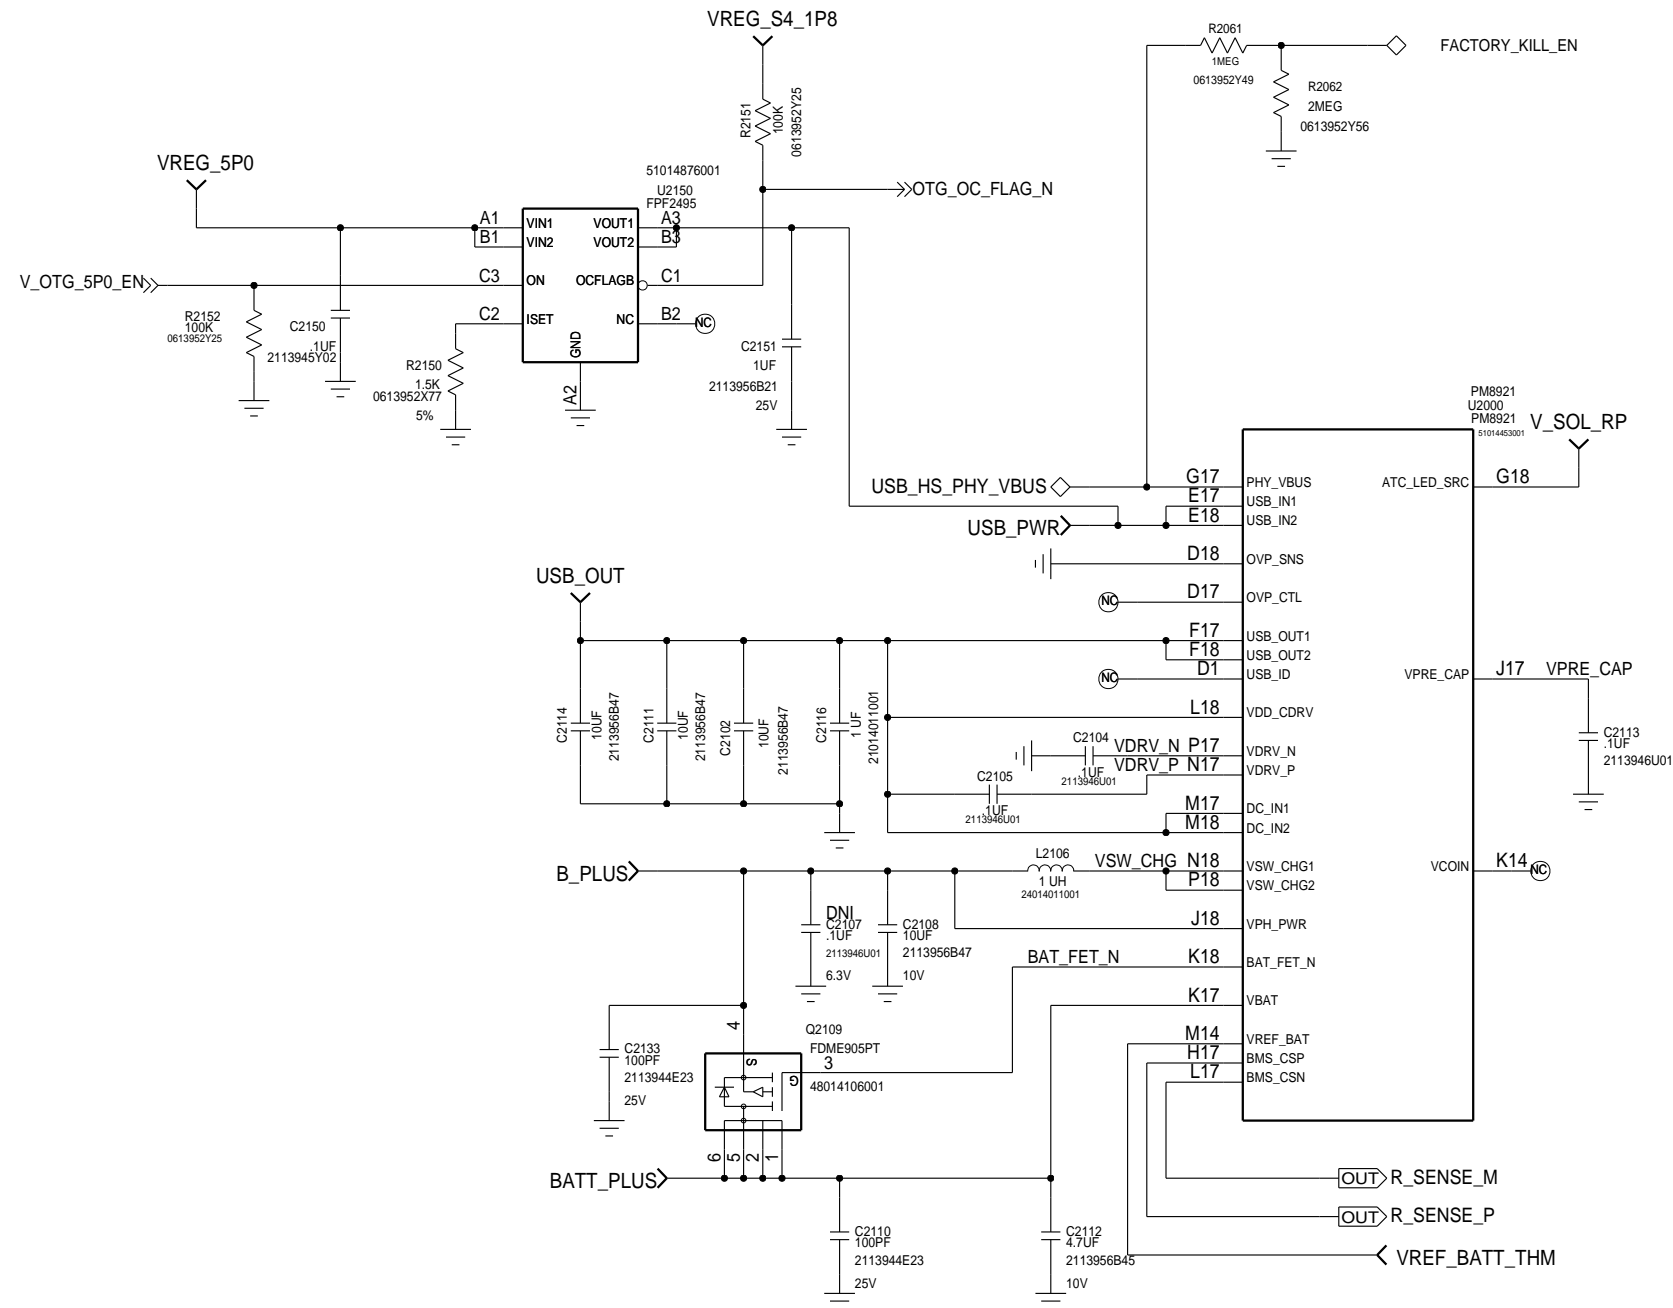 VREG_S4_1P8
R2061
1MEG
0613952Y49
FACTORY_KILL_EN
R2062
2MEG
0613952Y56
R2151
100K
0613952Y25
VREG_5P0
51014876001
U2150
FPF2495
OTG_OC_FLAG_N
A1
VIN1
VOUT1
A3
B1
VIN2
VOUT2
B3
V_OTG_5P0_EN
C3
ON
OCFLAGB
C1
C2
ISET
NC
B2
NC
GND
A2
R2152
100K
0613952Y25
C2150
.1UF
2113945Y02
R2150
1.5K
0613952X77
5%
C2151
1UF
2113956B21
25V
PM8921
U2000
PM8921
51014453001
V_SOL_RP
USB_HS_PHY_VBUS
G17
PHY_VBUS
ATC_LED_SRC
G18
E17
USB_IN1
USB_PWR
E18
USB_IN2
D18
OVP_SNS
NC
D17
OVP_CTL
USB_OUT
F17
USB_OUT1
F18
USB_OUT2
NC
D1
USB_ID
VPRE_CAP
J17
VPRE_CAP
C2114
10UF
2113956B47
C2111
10UF
2113956B47
C2102
10UF
2113956B47
C2116
1 UF
21014011001
L18
VDD_CDRV
C2113
.1UF
2113946U01
C2104
.1UF
2113946U01
VDRV_N
P17
VDRV_N
VDRV_P
N17
VDRV_P
C2105
.1UF
2113946U01
M17
DC_IN1
M18
DC_IN2
B_PLUS
L2106
1 UH
24014011001
VSW_CHG
N18
VSW_CHG1
P18
VSW_CHG2
VCOIN
K14
NC
DNI
C2107
.1UF
2113946U01
6.3V
C2108
10UF
2113956B47
10V
J18
VPH_PWR
BAT_FET_N
K18
BAT_FET_N
K17
VBAT
M14
VREF_BAT
H17
BMS_CSP
L17
BMS_CSN
C2133
100PF
2113944E23
25V
4
S
G
3
Q2109
FDME905PT
48014106001
6
5
2
1
BATT_PLUS
OUT
R_SENSE_M
OUT
R_SENSE_P
VREF_BATT_THM
C2110
100PF
2113944E23
25V
C2112
4.7UF
2113956B45
10V